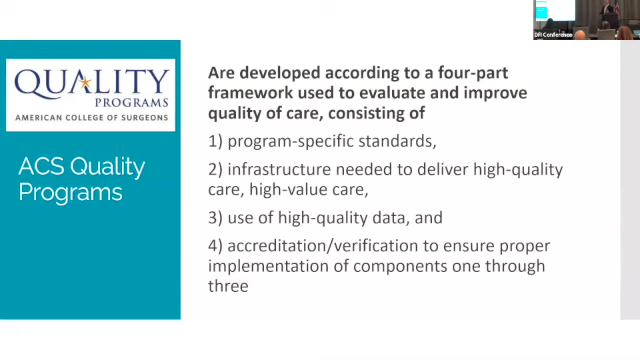 DFI Conference
QUALITY
PROGRAMS
AMERICAN COLLEGE OF SURGEONS
ACS Quality
Programs
Are developed according to a four-part
framework used to evaluate and improve
quality of care, consisting of
1) program-specific standards,
2) infrastructure needed to deliver high-quality
care, high-value care,
3) use of high-quality data, and
4) accreditation/verification to ensure proper
implementation of components one through
three